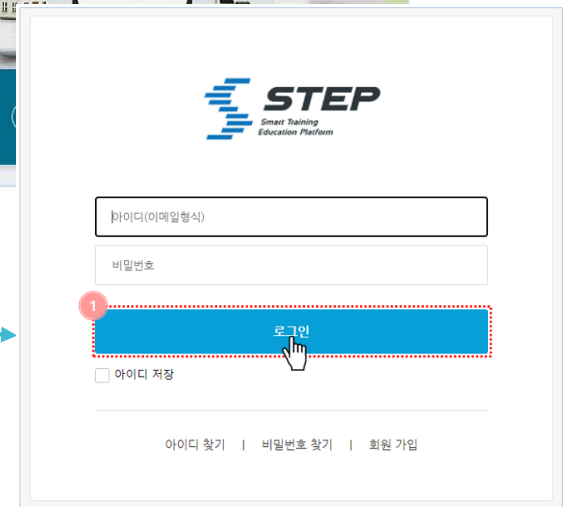 STEP
Smart Training
Education Platform
아이디(이메일형식)
비밀번호
1
로그인
아이디 저장
아이디 찾기 | 비밀번호 찾기 | 회원 가입